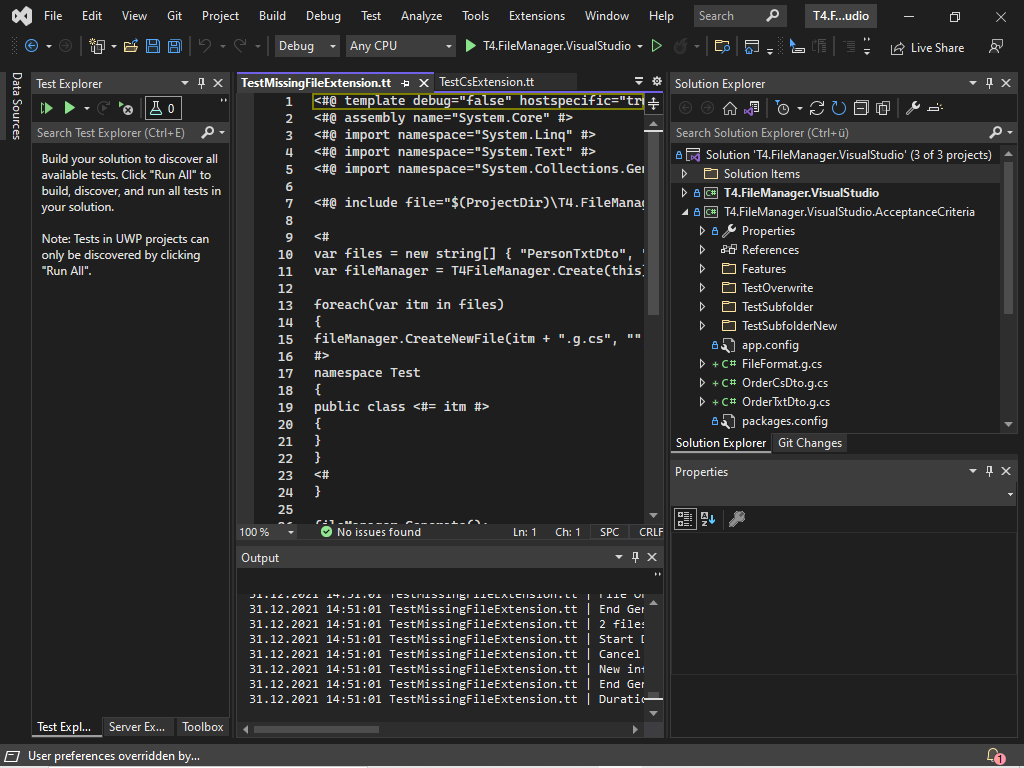 File Edit View Git Project Build Debug Test Analyze Tools Extensions Window Help Search T4.F...udio
Debug Any CPU T4.FileManager.VisualStudio Live Share
Data Sources
Test Explorer
0
Search Test Explorer (Ctrl+E)
Build your solution to discover all
available tests. Click "Run All" to
build, discover, and run all tests in
your solution.
Note: Tests in UWP projects can
only be discovered by clicking
"Run All".
Test Expl... Server Ex... Toolbox
TestMissingFileExtension.tt TestCsExtension.tt
1 <#@ template debug="false" hostspecific="tr
2 <#@ assembly name="System.Core" #>
3 <#@ import namespace="System.Linq" #>
4 <#@ import namespace="System.Text" #>
5 <#@ import namespace="System.Collections.Gen
6
7 <#@ include file="$(ProjectDir)\T4.FileMana
8
9 <#
10 var files = new string[] { "PersonTxtDto", "
11 var fileManager = T4FileManager.Create(this)
12
13 foreach(var itm in files)
14 {
15 fileManager.CreateNewFile(itm + ".g.cs", ""
16 #>
17 namespace Test
18 {
19 public class <#= itm #>
20 {
21 }
22 }
23 <#
24 }
25
26 fileManager.Generate();
100 % No issues found Ln: 1 Ch: 1 SPC CRLF
Output
31.12.2021 14:51:01 TestMissingFileExtension.tt | File
31.12.2021 14:51:01 TestMissingFileExtension.tt | End Gen
31.12.2021 14:51:01 TestMissingFileExtension.tt | 2 files
31.12.2021 14:51:01 TestMissingFileExtension.tt | Start D
31.12.2021 14:51:01 TestMissingFileExtension.tt | Cancel
31.12.2021 14:51:01 TestMissingFileExtension.tt | New in
31.12.2021 14:51:01 TestMissingFileExtension.tt | End Gen
31.12.2021 14:51:01 TestMissingFileExtension.tt | Duratio
Solution Explorer
Search Solution Explorer (Ctrl+ü)
Solution 'T4.FileManager.VisualStudio' (3 of 3 projects)
Solution Items
C# T4.FileManager.VisualStudio
C# T4.FileManager.VisualStudio.AcceptanceCriteria
Properties
References
Features
TestOverwrite
TestSubfolder
TestSubfolderNew
app.config
+ C# FileFormat.g.cs
+ C# OrderCsDto.g.cs
+ C# OrderTxtDto.g.cs
packages.config
Solution Explorer Git Changes
Properties
User preferences overridden by... 1